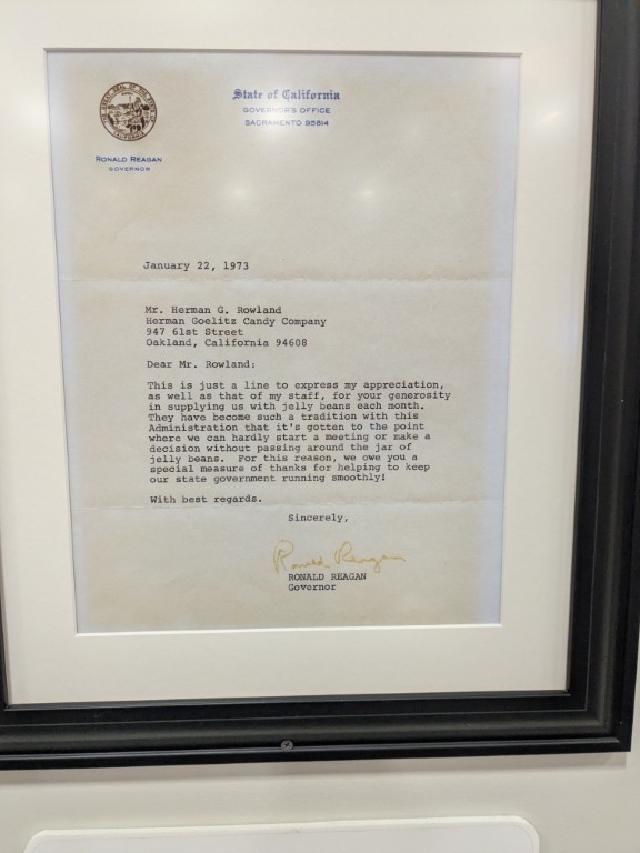 State of California
GOVERNOR'S OFFICE
SACRAMENTO 95814
RONALD REAGAN
GOVERNOR
January 22, 1973
Mr. Herman G. Rowland
Herman Goelitz Candy Company
947 61st Street
Oakland, California 94608
Dear Mr. Rowland:
This is just a line to express my appreciation,
as well as that of my staff, for your generosity
in supplying us with jelly beans each month.
They have become such a tradition with this
Administration that it's gotten to the point
where we can hardly start a meeting or make a
decision without passing around the jar of
jelly beans. For this reason, we owe you a
special measure of thanks for helping to keep
our state government running smoothly!
With best regards.
Sincerely,
Ronald Reagan
RONALD REAGAN
Governor